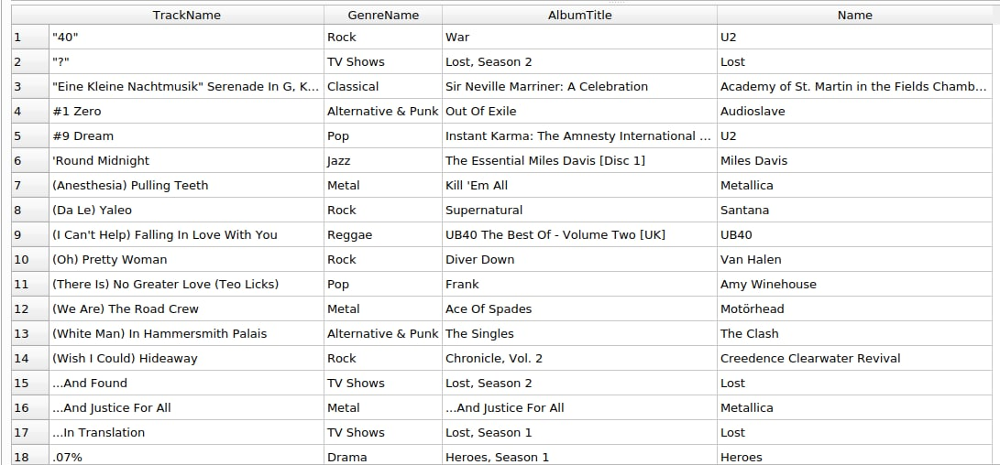 TrackName GenreName AlbumTitle Name
1 "40" Rock War U2
2 "?" TV Shows Lost, Season 2 Lost
3 "Eine Kleine Nachtmusik" Serenade In G, K... Classical Sir Neville Marriner: A Celebration Academy of St. Martin in the Fields Chamb...
4 #1 Zero Alternative & Punk Out Of Exile Audioslave
5 #9 Dream Pop Instant Karma: The Amnesty International ... U2
6 'Round Midnight Jazz The Essential Miles Davis [Disc 1] Miles Davis
7 (Anesthesia) Pulling Teeth Metal Kill 'Em All Metallica
8 (Da Le) Yaleo Rock Supernatural Santana
9 (I Can't Help) Falling In Love With You Reggae UB40 The Best Of - Volume Two [UK] UB40
10 (Oh) Pretty Woman Rock Diver Down Van Halen
11 (There Is) No Greater Love (Teo Licks) Pop Frank Amy Winehouse
12 (We Are) The Road Crew Metal Ace Of Spades Motörhead
13 (White Man) In Hammersmith Palais Alternative & Punk The Singles The Clash
14 (Wish I Could) Hideaway Rock Chronicle, Vol. 2 Creedence Clearwater Revival
15 ...And Found TV Shows Lost, Season 2 Lost
16 ...And Justice For All Metal ...And Justice For All Metallica
17 ...In Translation TV Shows Lost, Season 1 Lost
18 .07% Drama Heroes, Season 1 Heroes